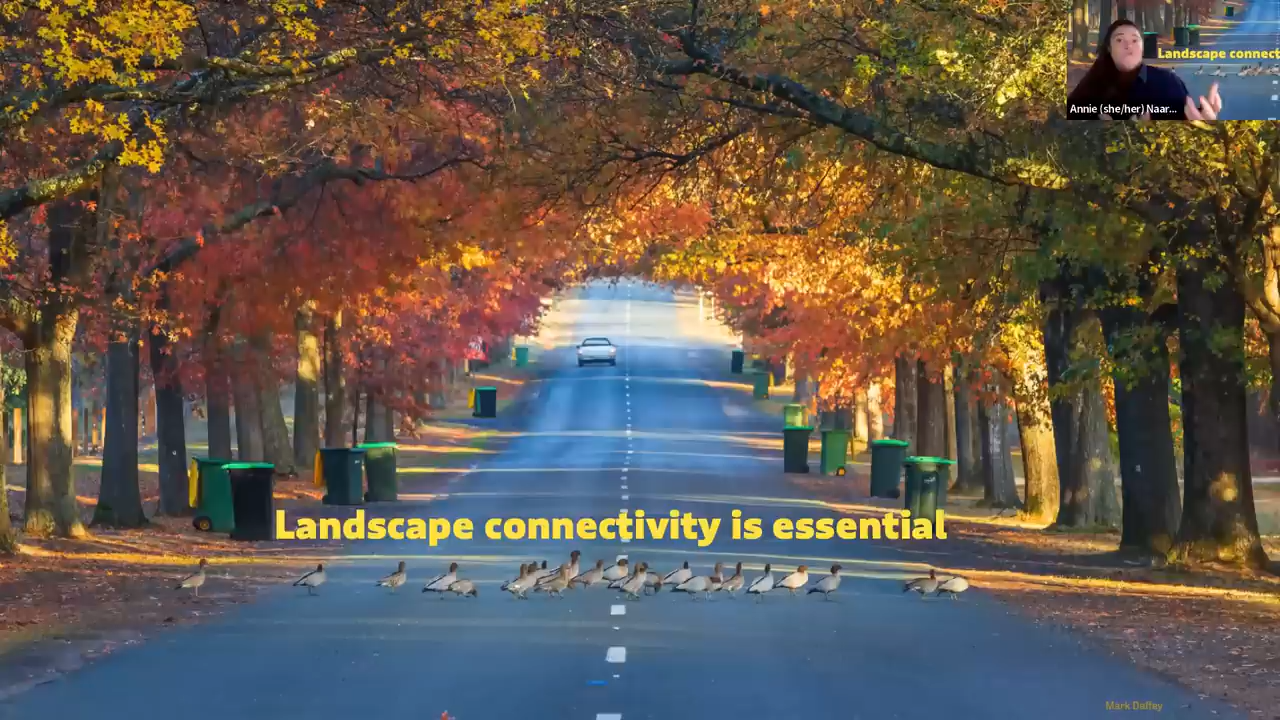 Landscape connect
Annie (she/her) Naar...
Landscape connectivity is essential
Mark Daffey